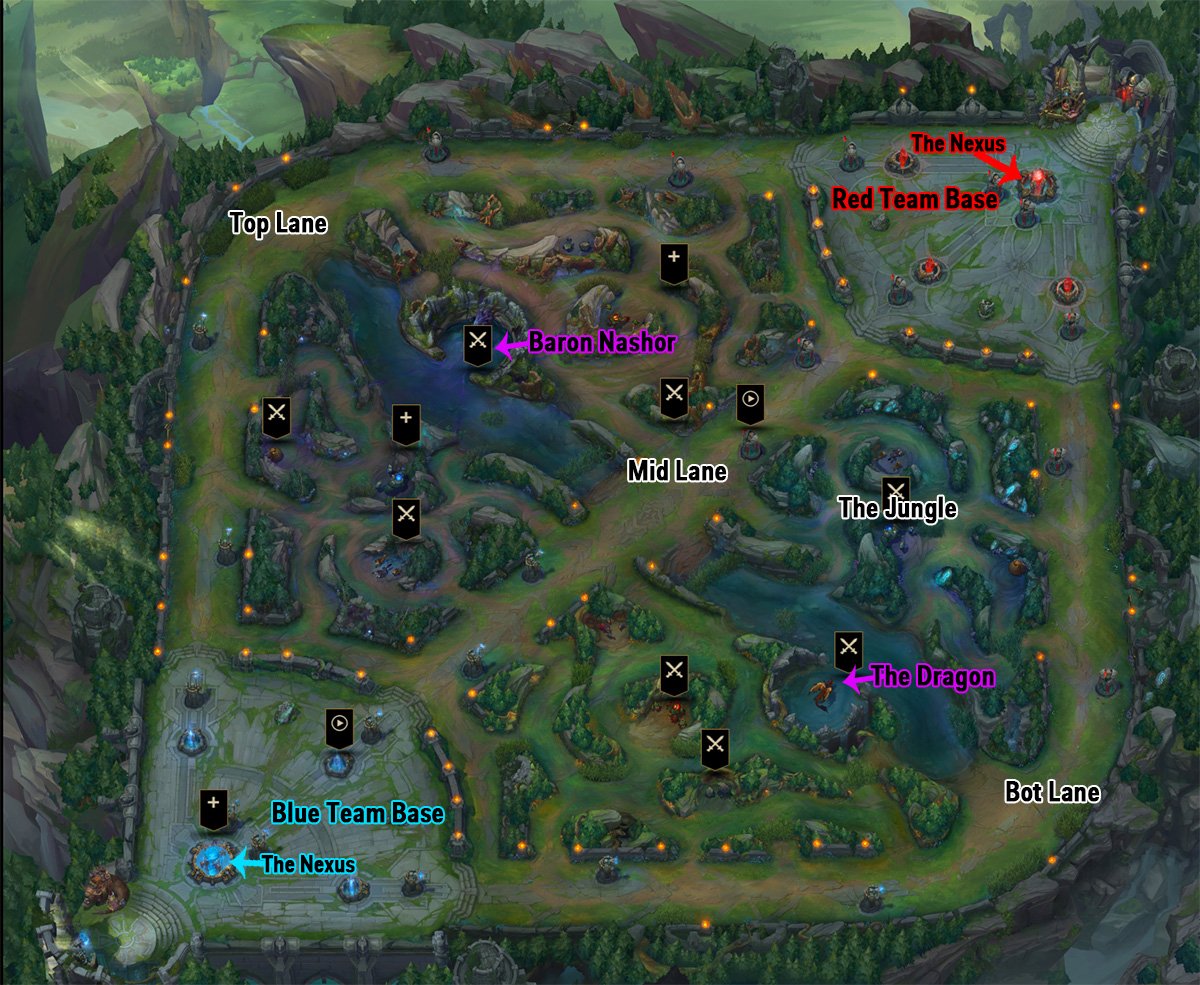 The Nexus
Red Team Base
Top Lane
Baron Nashor
Mid Lane
The Jungle
The Dragon
Bot Lane
Blue Team Base
The Nexus